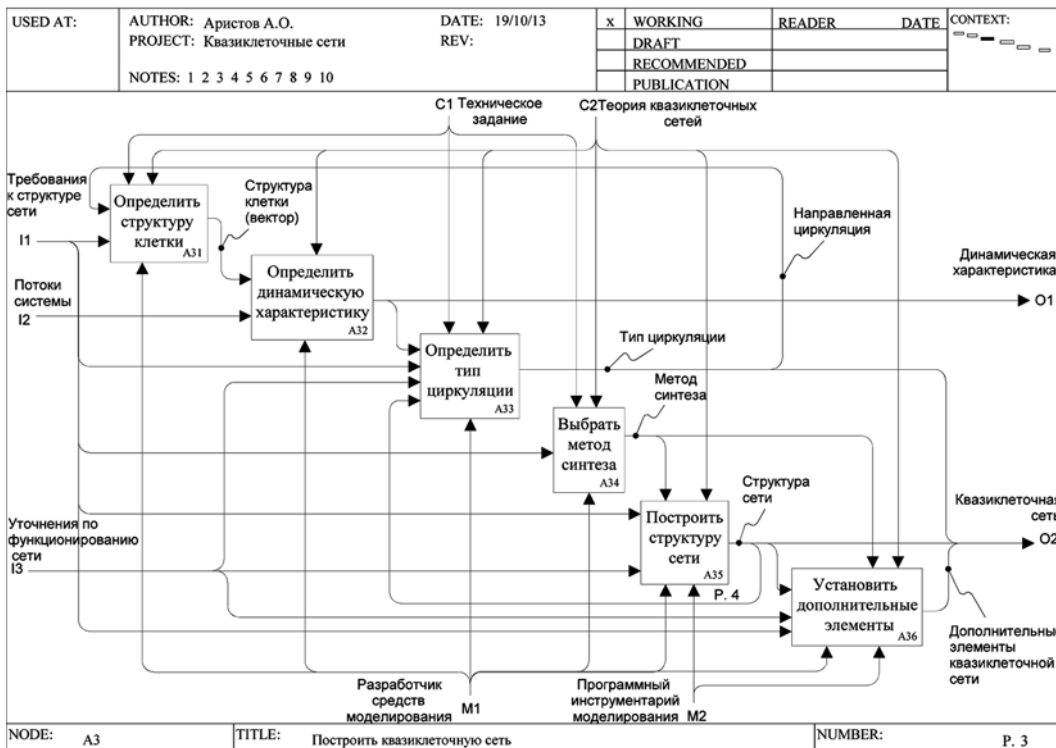 USED AT:
AUTHOR: Аристов А.О.
DATE: 19/10/13
PROJECT: Квазиклеточные сети
REV:
NOTES: 1 2 3 4 5 6 7 8 9 10
x WORKING
DRAFT
RECOMMENDED
PUBLICATION
READER DATE
CONTEXT:
C1 Техническое
задание
C2 Теория квазиклеточных
сетей
Требования
к структуре
сети
I1
Определить
структуру
клетки
A31
Структура
клетки
(вектор)
Направленная
циркуляция
Динамическая
характеристика
O1
Потоки
системы
I2
Определить
динамическую
характеристику
A32
Определить
тип
циркуляции
A33
Тип циркуляции
Метод
синтеза
Выбрать
метод
синтеза
A34
Структура
сети
Квазиклеточная
сеть
O2
Уточнения по
функционированию
сети
I3
Построить
структуру
сети
A35
P. 4
Установить
дополнительные
элементы
A36
Дополнительные
элементы
квазиклеточной
сети
Разработчик
средств
моделирования M1
Программный
инструментарий
моделирования M2
NODE: A3
TITLE: Построить квазиклеточную сеть
NUMBER: P. 3